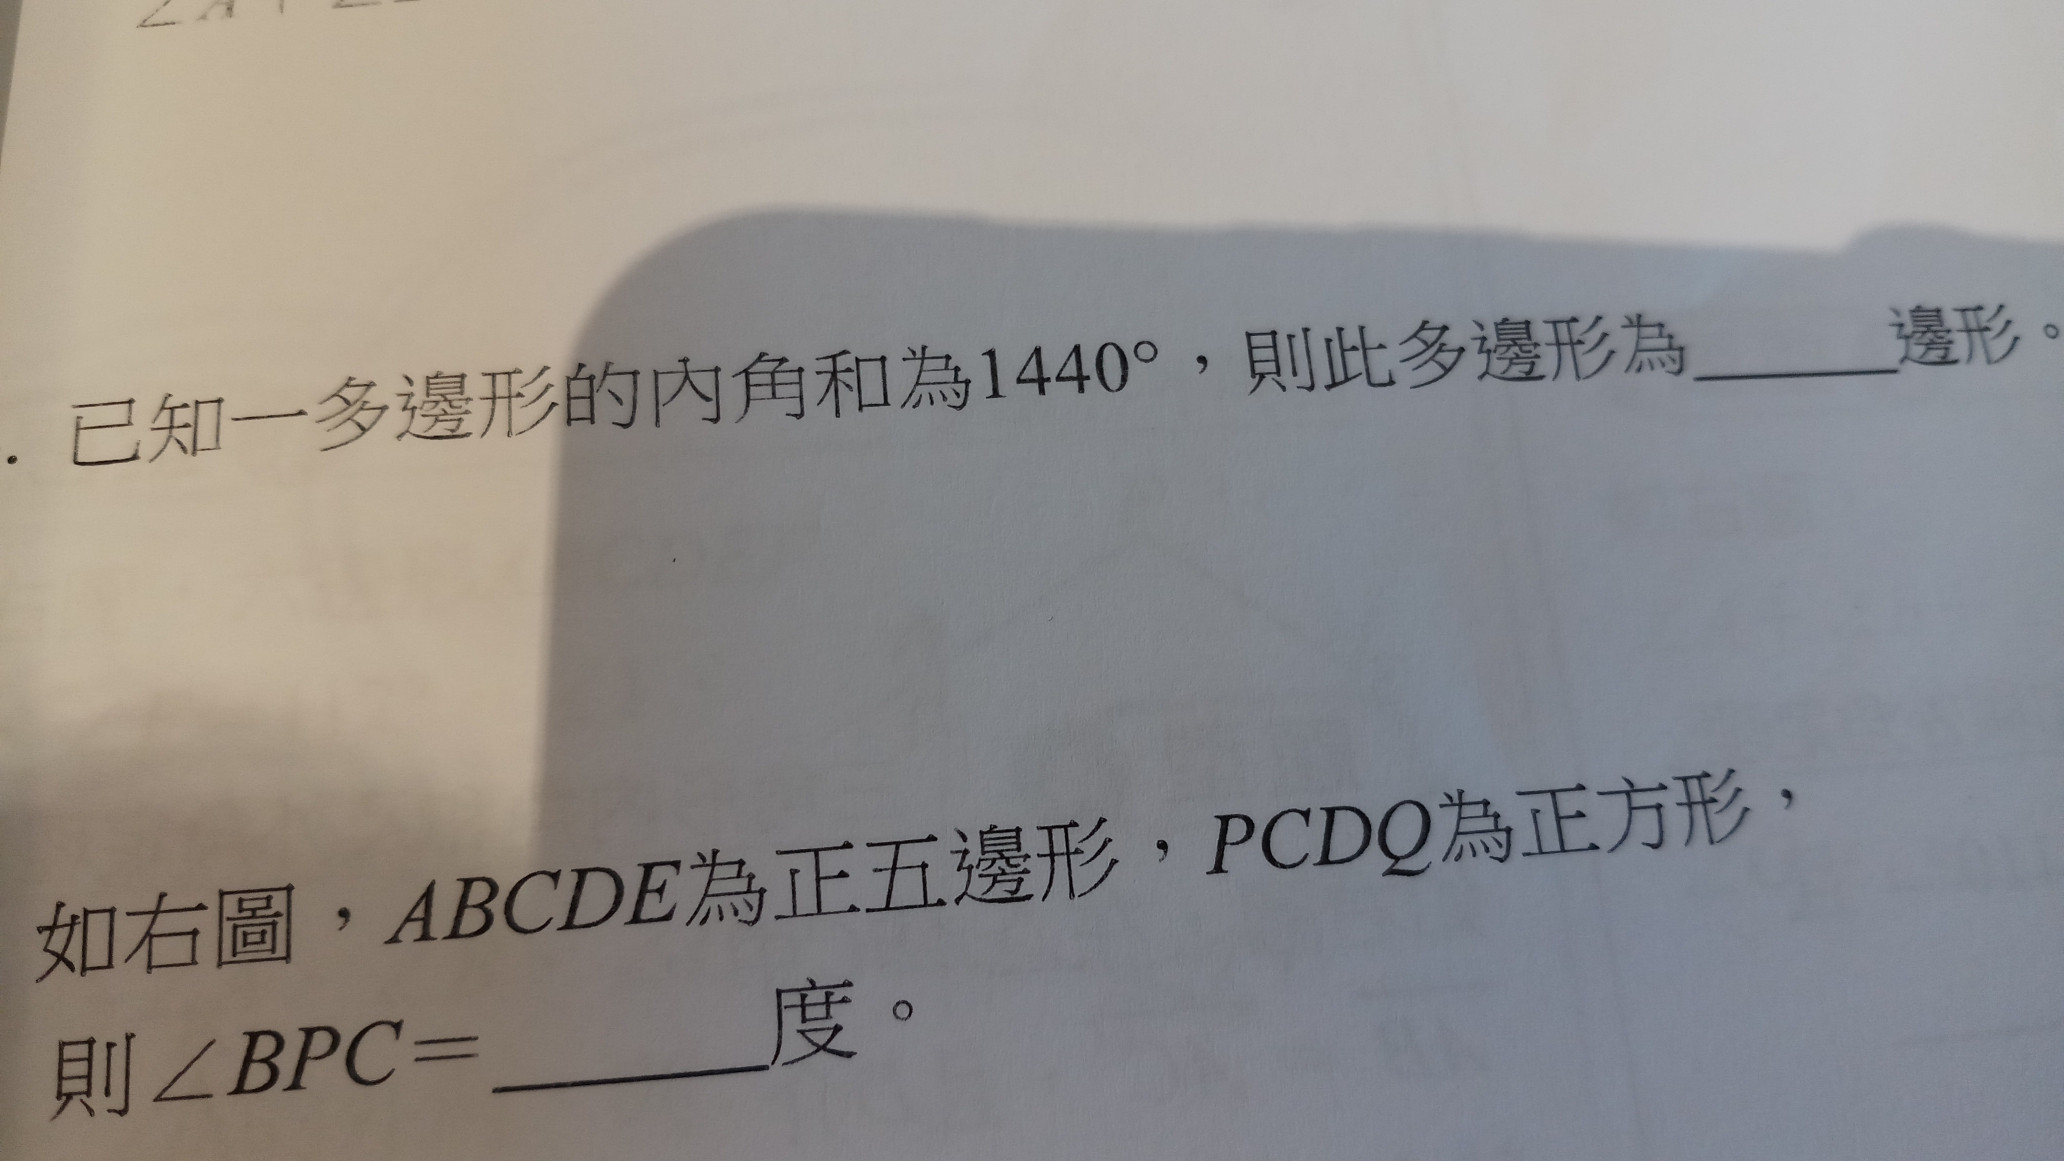 已知一多邊形的內角和為1440°，則此多邊形為______邊形。
如右圖，ABCDE為正五邊形，PCDQ為正方形，
則∠BPC=______度。